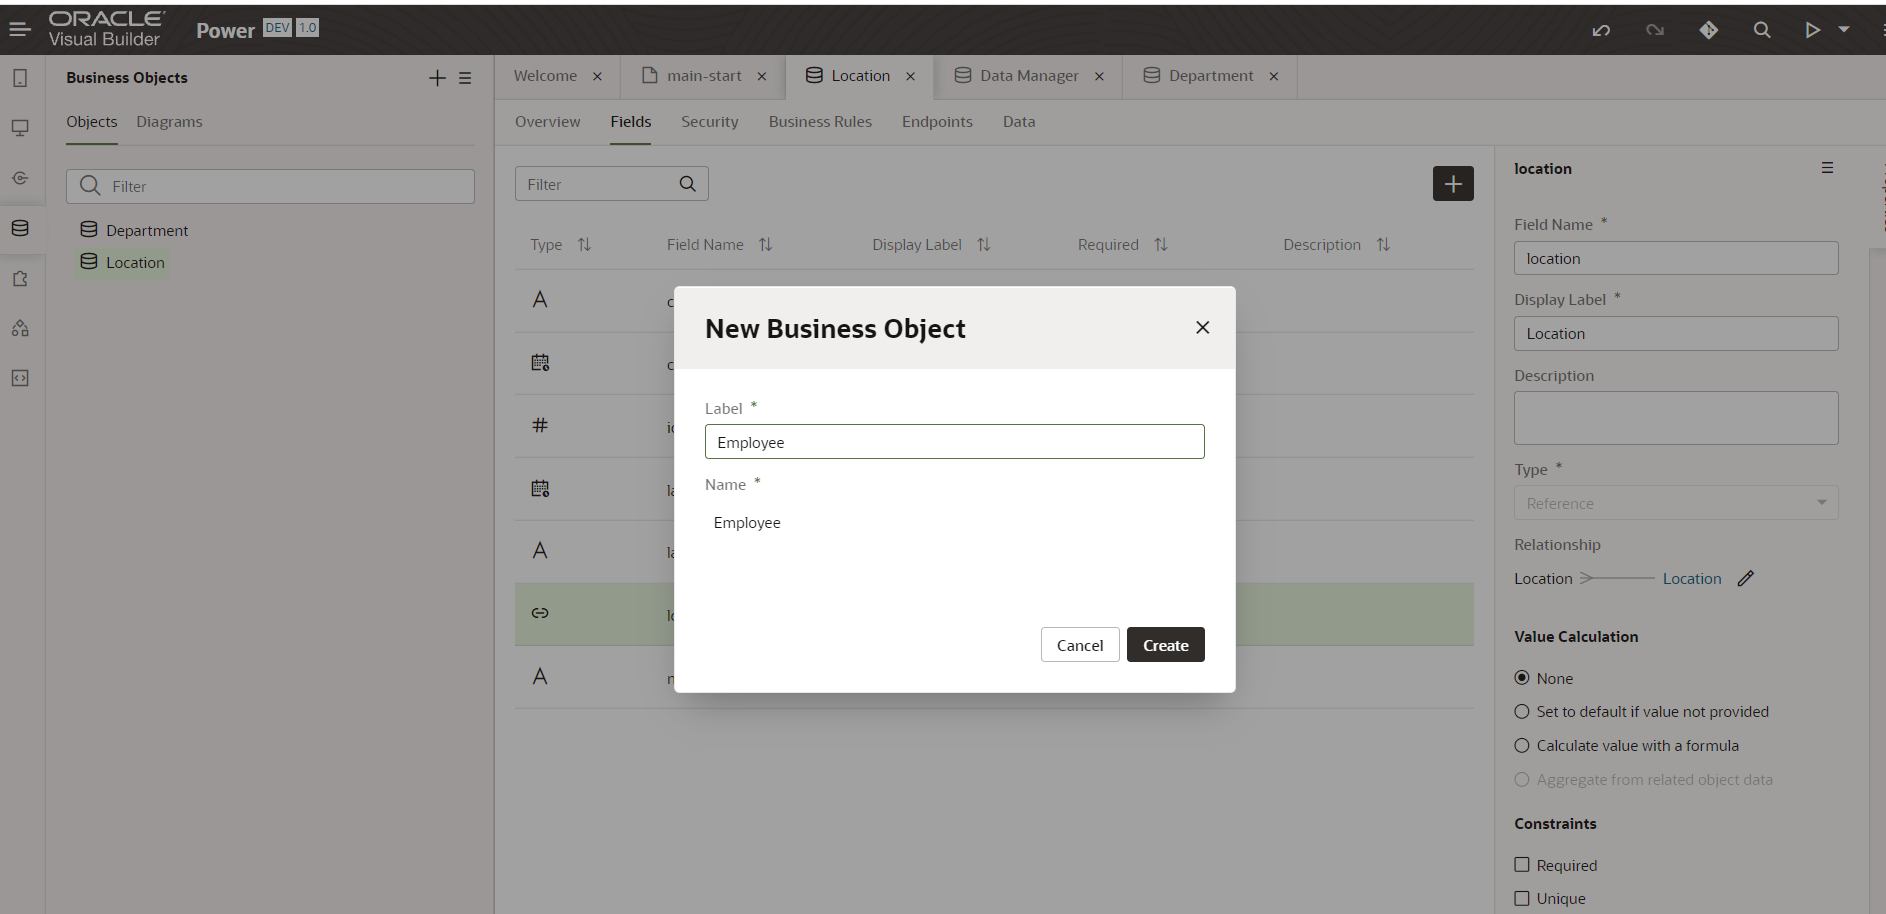 ORACLE
Visual Builder
Power DEV 1.0
Business Objects
Objects Diagrams
Filter
Department
Location
Welcome × main-start × Location × Data Manager × Department ×
Overview Fields Security Business Rules Endpoints Data
Filter
Type Field Name Display Label Required Description
New Business Object
Label *
Employee
Name *
Employee
Cancel Create
location
Field Name *
location
Display Label *
Location
Description
Type *
Reference
Relationship
Location Location
Value Calculation
None
Set to default if value not provided
Calculate value with a formula
Aggregate from related object data
Constraints
Required
Unique